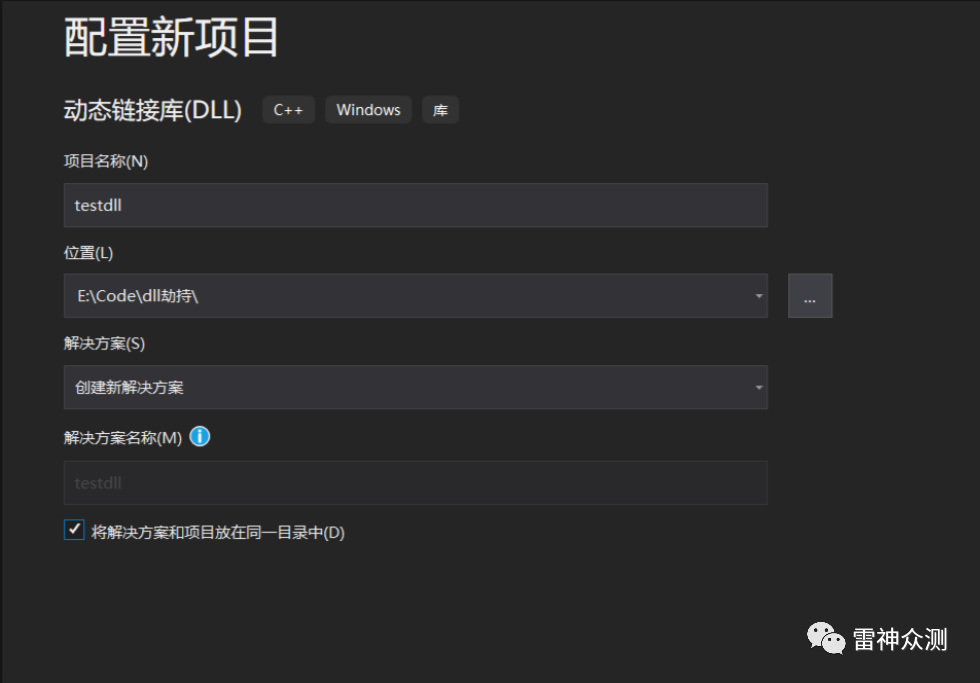 配置新项目
动态链接库(DLL) C++ Windows 库
项目名称(N)
testdll
位置(L)
E:\Code\dll劫持\
...
解决方案(S)
创建新解决方案
解决方案名称(M)
testdll
将解决方案和项目放在同一目录中(D)
雷神众测